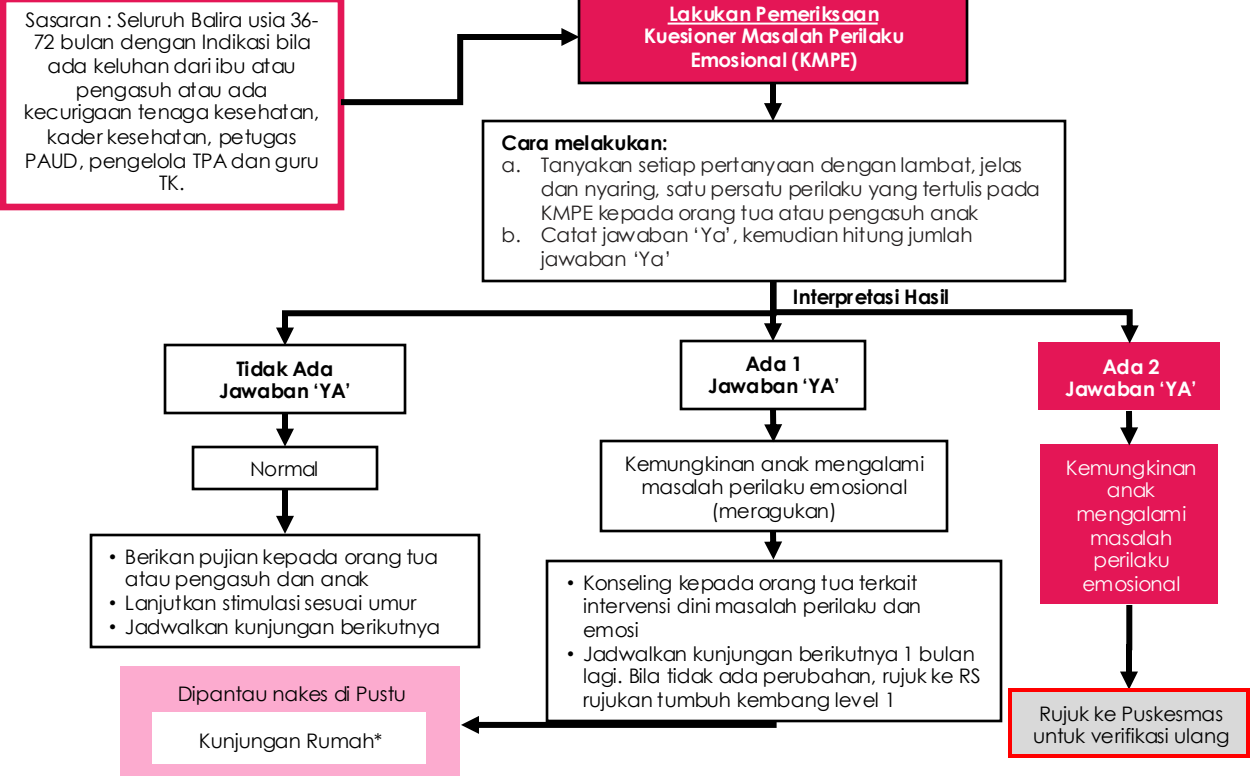 Sasaran : Seluruh Balira usia 36-
72 bulan dengan Indikasi bila
ada keluhan dari ibu atau
pengasuh atau ada
kecurigaan tenaga kesehatan,
kader kesehatan, petugas
PAUD, pengelola TPA dan guru
TK.
Lakukan Pemeriksaan
Kuesioner Masalah Perilaku
Emosional (KMPE)
Cara melakukan:
a. Tanyakan setiap pertanyaan dengan lambat, jelas
dan nyaring, satu persatu perilaku yang tertulis pada
KMPE kepada orang tua atau pengasuh anak
b. Catat jawaban ‘Ya’, kemudian hitung jumlah
jawaban ‘Ya’
Interpretasi Hasil
Tidak Ada
Jawaban ‘YA’
Normal
• Berikan pujian kepada orang tua
atau pengasuh dan anak
• Lanjutkan stimulasi sesuai umur
• Jadwalkan kunjungan berikutnya
Dipantau nakes di Pustu
Kunjungan Rumah*
Ada 1
Jawaban ‘YA’
Kemungkinan anak mengalami
masalah perilaku emosional
(meragukan)
• Konseling kepada orang tua terkait
intervensi dini masalah perilaku dan
emosi
• Jadwalkan kunjungan berikutnya 1 bulan
lagi. Bila tidak ada perubahan, rujuk ke RS
rujukan tumbuh kembang level 1
Ada 2
Jawaban ‘YA’
Kemungkinan
anak
mengalami
masalah
perilaku
emosional
Rujuk ke Puskesmas
untuk verifikasi ulang